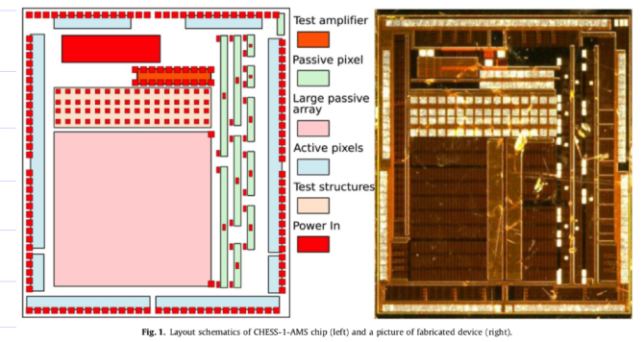 Test amplifier
Passive pixel
Large passive
array
Active pixels
Test structures
Power In
Fig. 1. Layout schematics of CHESS-1-AMS chip (left) and a picture of fabricated device (right).